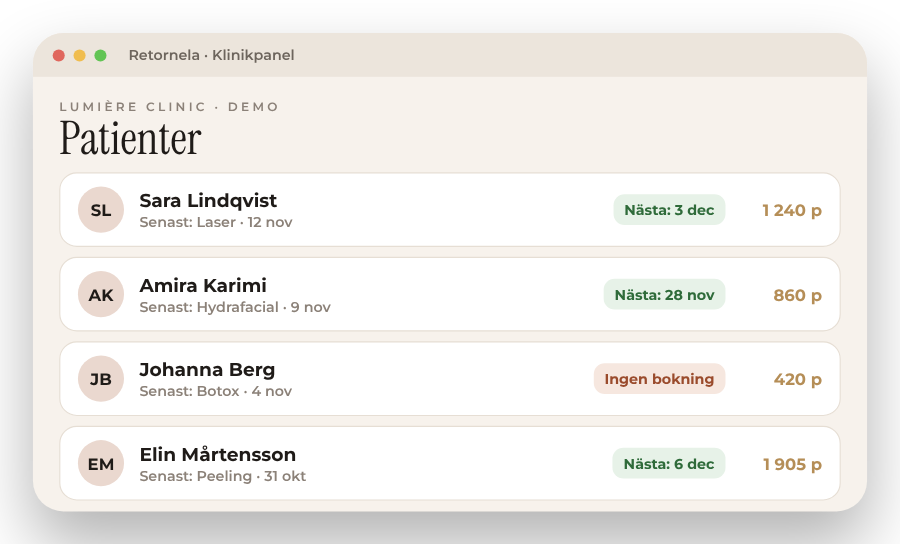 Retornela · Klinikpanel
LUMIÈRE CLINIC · DEMO
Patienter
SL
Sara Lindqvist
Senast: Laser · 12 nov
Nästa: 3 dec
1 240 p
AK
Amira Karimi
Senast: Hydrafacial · 9 nov
Nästa: 28 nov
860 p
JB
Johanna Berg
Senast: Botox · 4 nov
Ingen bokning
420 p
EM
Elin Mårtensson
Senast: Peeling · 31 okt
Nästa: 6 dec
1 905 p